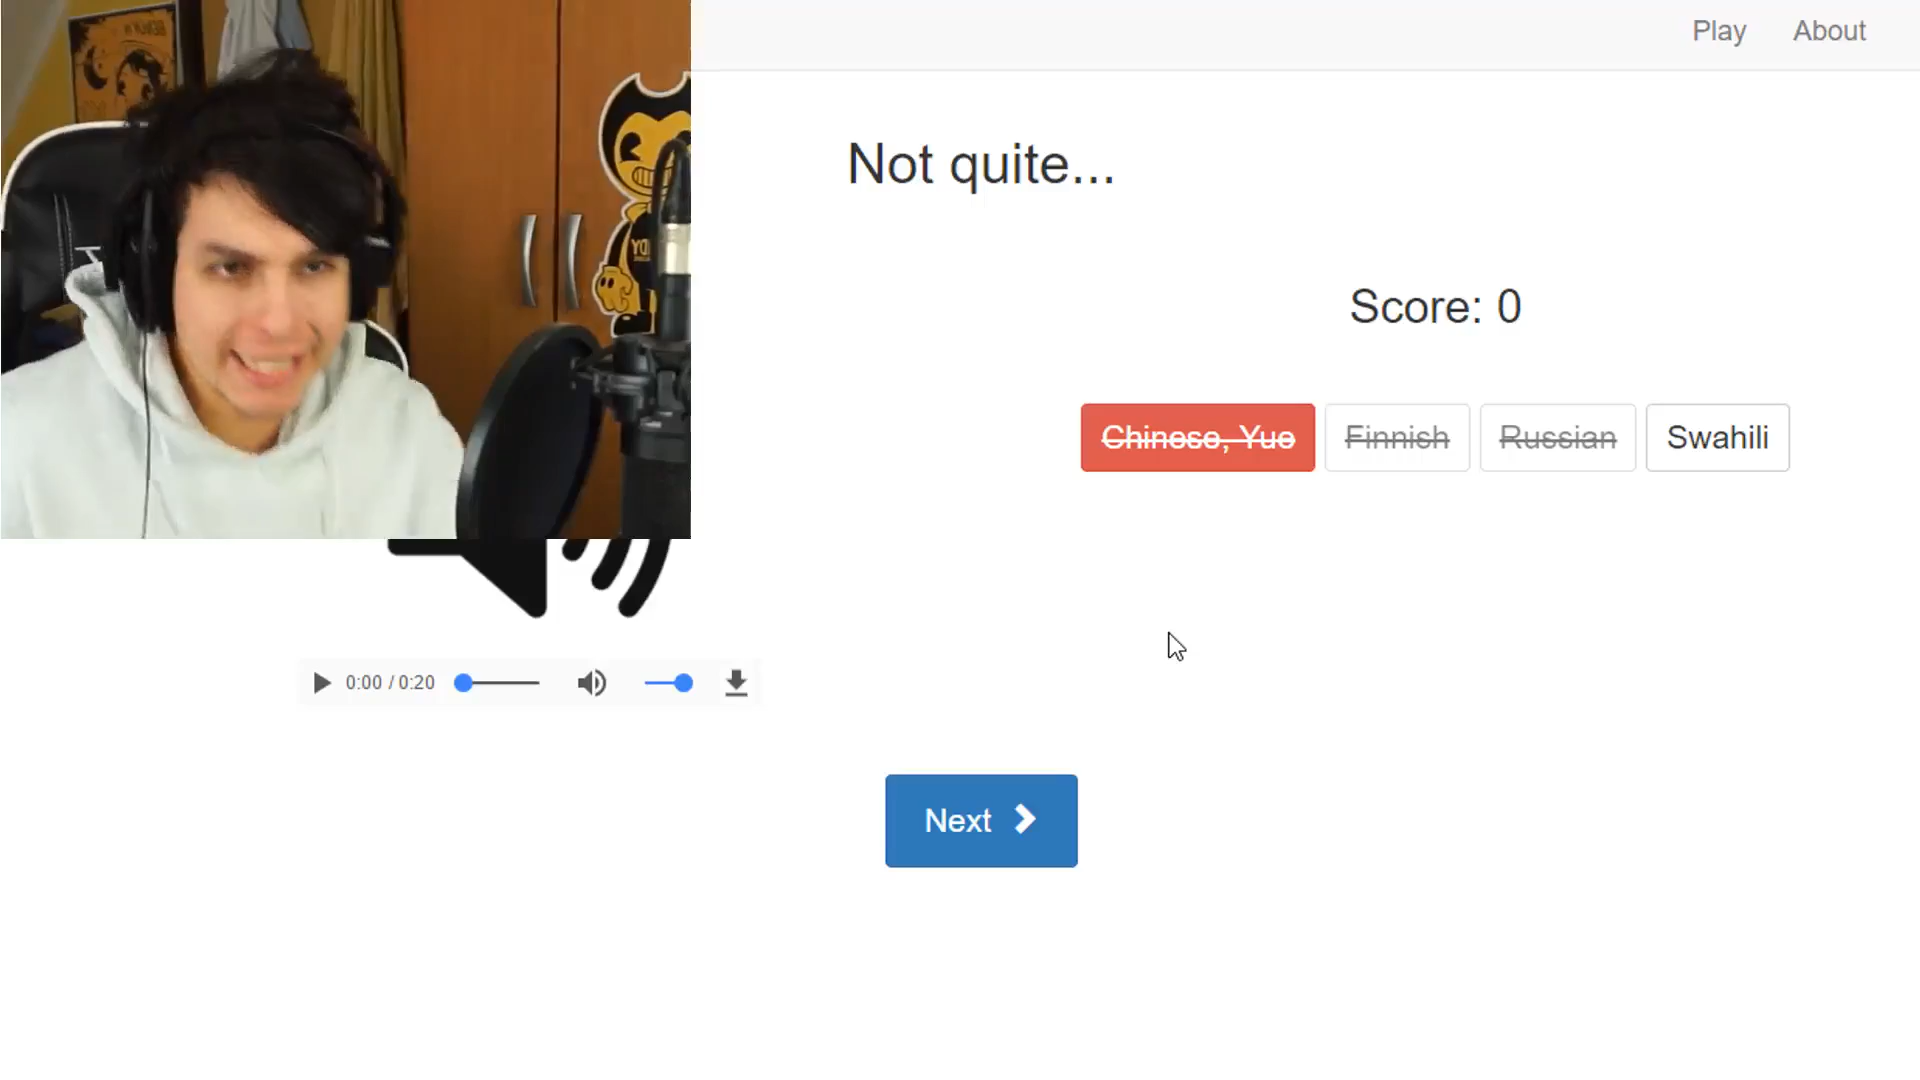 Play About
Not quite...
Score: 0
Chinese, Yue Finnish Russian Swahili
0:00 / 0:20
Next